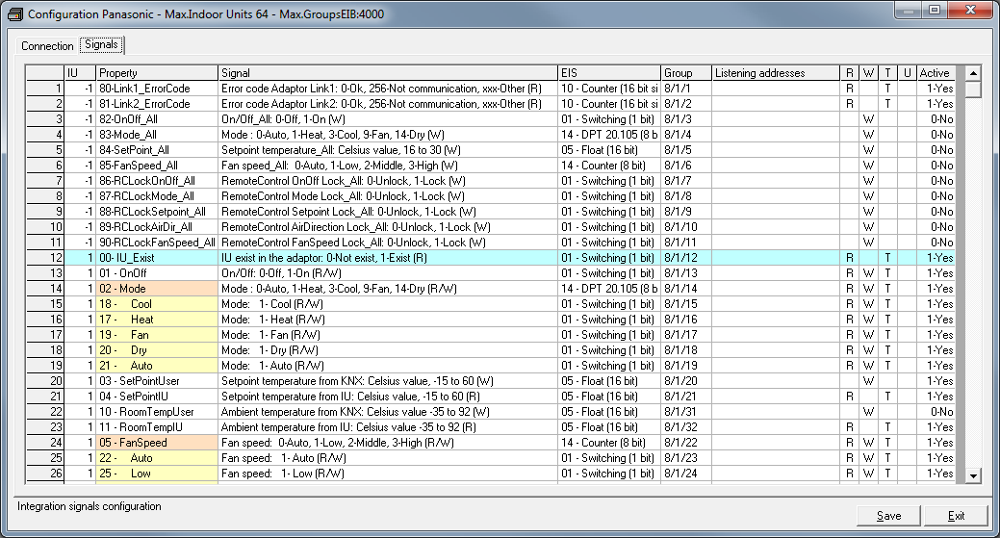 Configuration Panasonic - Max.Indoor Units 64 - Max.GroupsEIB:4000
Connection Signals
IU Property Signal EIS Group Listening addresses R W T U Active
1 -1 80-Link1_ErrorCode Error code Adaptor Link1: 0-Ok, 256-Not communication, xxx-Other (R) 10 - Counter (16 bit si 8/1/1 R T 1-Yes
2 -1 81-Link2_ErrorCode Error code Adaptor Link2: 0-Ok, 256-Not communication, xxx-Other (R) 10 - Counter (16 bit si 8/1/2 R T 1-Yes
3 -1 82-OnOff_All On/Off_All: 0-Off, 1-On (W) 01 - Switching (1 bit) 8/1/3 W 0-No
4 -1 83-Mode_All Mode : 0-Auto, 1-Heat, 3-Cool, 9-Fan, 14-Dry (W) 14 - DPT 20.105 (8 b 8/1/4 W 0-No
5 -1 84-SetPoint_All Setpoint temperature_All: Celsius value, 16 to 30 (W) 05 - Float (16 bit) 8/1/5 W 0-No
6 -1 85-FanSpeed_All Fan speed_All: 0-Auto, 1-Low, 2-Middle, 3-High (W) 14 - Counter (8 bit) 8/1/6 W 0-No
7 -1 86-RCLockOnOff_All RemoteControl OnOff Lock_All: 0-Unlock, 1-Lock (W) 01 - Switching (1 bit) 8/1/7 W 0-No
8 -1 87-RCLockMode_All RemoteControl Mode Lock_All: 0-Unlock, 1-Lock (W) 01 - Switching (1 bit) 8/1/8 W 0-No
9 -1 88-RCLockSetpoint_All RemoteControl Setpoint Lock_All: 0-Unlock, 1-Lock (W) 01 - Switching (1 bit) 8/1/9 W 0-No
10 -1 89-RCLockAirDir_All RemoteControl AirDirection Lock_All: 0-Unlock, 1-Lock (W) 01 - Switching (1 bit) 8/1/10 W 0-No
11 -1 90-RCLockFanSpeed_All RemoteControl FanSpeed Lock_All: 0-Unlock, 1-Lock (W) 01 - Switching (1 bit) 8/1/11 W 0-No
12 1 00- IU_Exist IU exist in the adaptor: 0-Not exist, 1-Exist (R) 01 - Switching (1 bit) 8/1/12 R T 1-Yes
13 1 01 - OnOff On/Off: 0-Off, 1-On (R/W) 01 - Switching (1 bit) 8/1/13 R W T 1-Yes
14 1 02 - Mode Mode : 0-Auto, 1-Heat, 3-Cool, 9-Fan, 14-Dry (R/W) 14 - DPT 20.105 (8 b 8/1/14 R W T 1-Yes
15 1 18 - Cool Mode: 1- Cool (R/W) 01 - Switching (1 bit) 8/1/15 R W T 1-Yes
16 1 17 - Heat Mode: 1- Heat (R/W) 01 - Switching (1 bit) 8/1/16 R W T 1-Yes
17 1 19 - Fan Mode: 1- Fan (R/W) 01 - Switching (1 bit) 8/1/17 R W T 1-Yes
18 1 20 - Dry Mode: 1- Dry (R/W) 01 - Switching (1 bit) 8/1/18 R W T 1-Yes
19 1 21 - Auto Mode: 1- Auto (R/W) 01 - Switching (1 bit) 8/1/19 R W T 1-Yes
20 1 03 - SetPointUser Setpoint temperature from KNX: Celsius value, -15 to 60 (W) 05 - Float (16 bit) 8/1/20 W 1-Yes
21 1 04 - SetPointIU Setpoint temperature from IU: Celsius value, -15 to 60 (R) 05 - Float (16 bit) 8/1/21 R T 1-Yes
22 1 10 - RoomTempUser Ambient temperature from KNX: Celsius value -35 to 92 (W) 05 - Float (16 bit) 8/1/31 W 0-No
23 1 11 - RoomTempIU Ambient temperature from IU: Celsius value -35 to 92 (R) 05 - Float (16 bit) 8/1/32 R T 1-Yes
24 1 05 - FanSpeed Fan speed: 0-Auto, 1-Low, 2-Middle, 3-High (R/W) 14 - Counter (8 bit) 8/1/22 R W T 1-Yes
25 1 22 - Auto Fan speed: 1- Auto (R/W) 01 - Switching (1 bit) 8/1/23 R W T 1-Yes
26 1 25 - Low Fan speed: 1- Low (R/W) 01 - Switching (1 bit) 8/1/24 R W T 1-Yes
Integration signals configuration
Save Exit